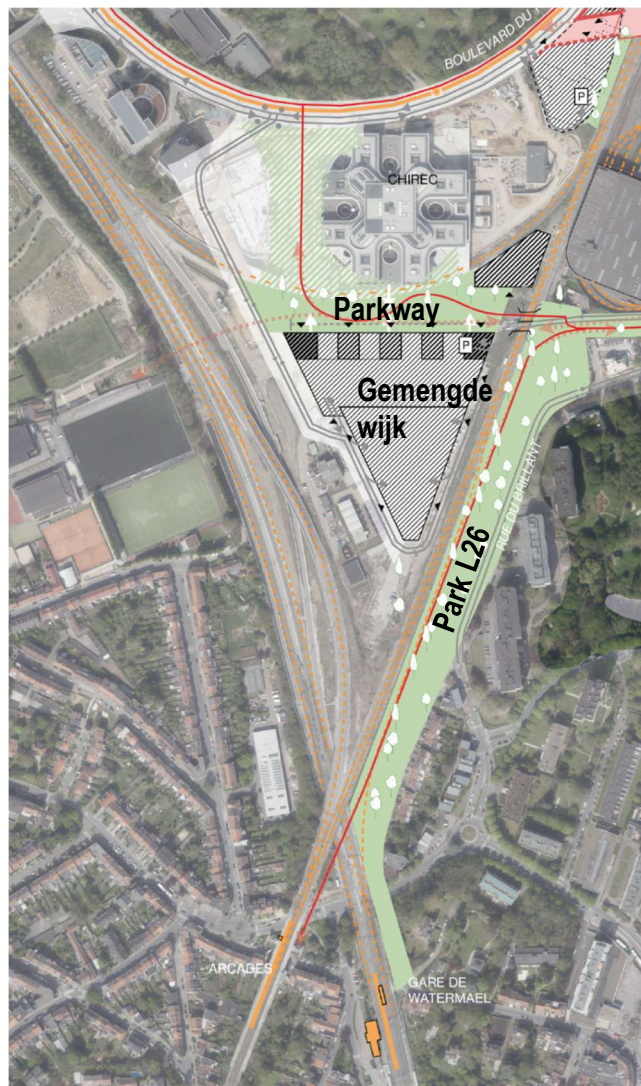 BOULEVARD DU
P
CHIREC
Parkway
P
Gemengde
wijk
RUE DU BRILLANT
Park L26
ARCADES
GARE DE
WATERMAEL